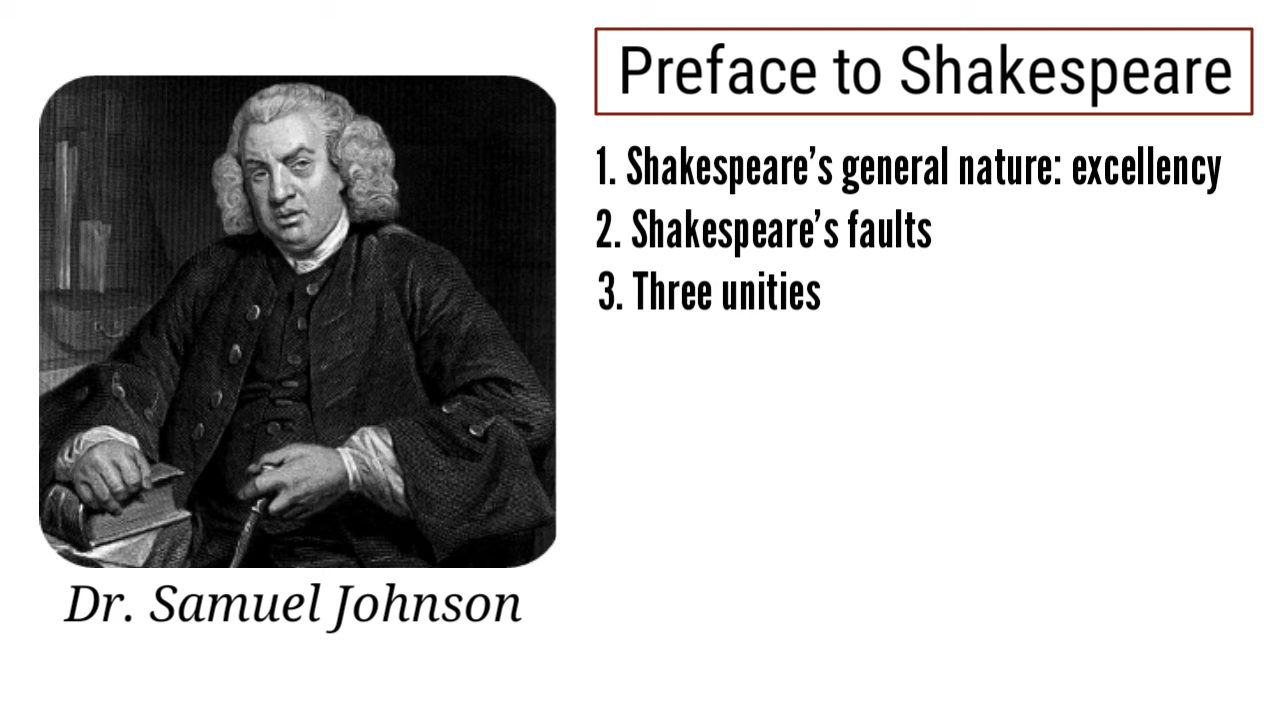 Preface to Shakespeare
1. Shakespeare’s general nature: excellency
2. Shakespeare’s faults
3. Three unities
Dr. Samuel Johnson